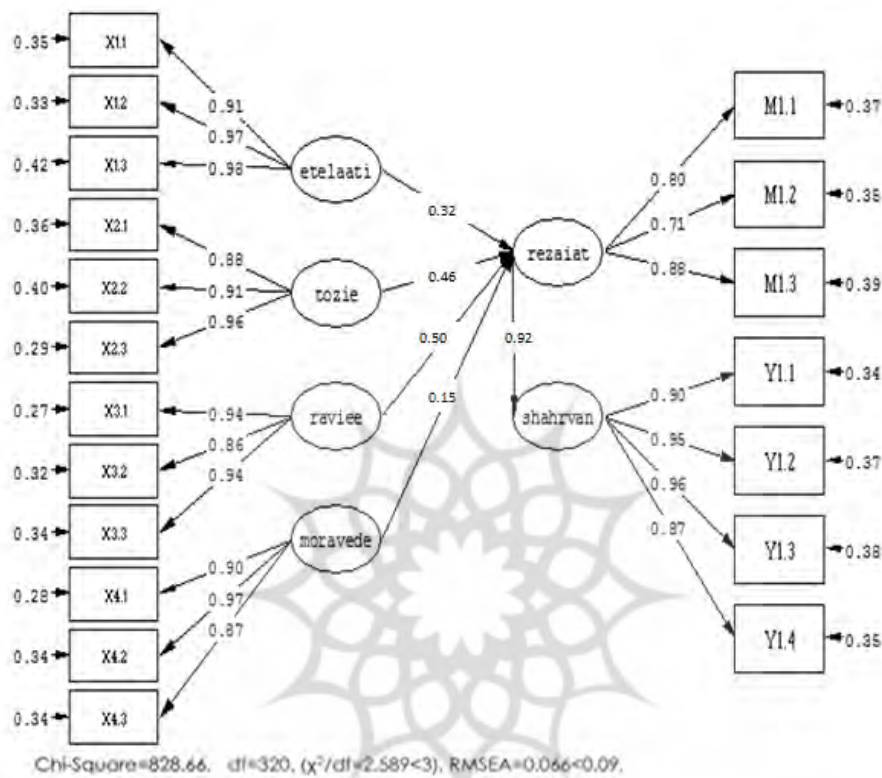 0.35 X1.1
0.33 X1.2
0.42 X1.3
0.36 X2.1
0.40 X2.2
0.29 X2.3
0.27 X3.1
0.32 X3.2
0.34 X3.3
0.28 X4.1
0.34 X4.2
0.34 X4.3
0.91
0.97
0.98
0.88
0.91
0.96
0.94
0.86
0.94
0.90
0.97
0.87
etelaati
tozie
raviee
moravede
0.32
0.46
0.50
0.15
0.92
rezaiat
shahrvan
0.80
0.71
0.88
0.90
0.95
0.96
0.87
M1.1 0.37
M1.2 0.35
M1.3 0.39
Y1.1 0.34
Y1.2 0.37
Y1.3 0.38
Y1.4 0.35
Chi-Square=828.66, df=320, (χ²/df=2.589<3), RMSEA=0.066<0.09,